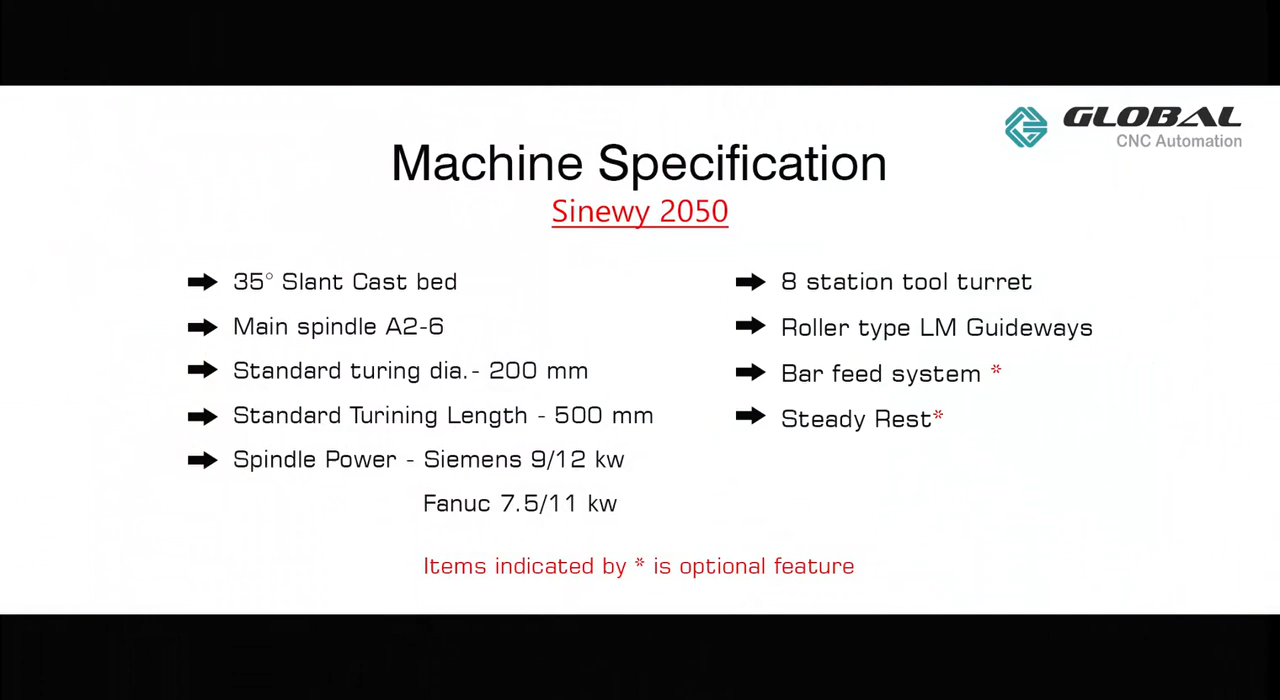 GLOBAL
CNC Automation
Machine Specification
Sinewy 2050
35° Slant Cast bed
Main spindle A2-6
Standard turing dia.- 200 mm
Standard Turining Length - 500 mm
Spindle Power - Siemens 9/12 kw
Fanuc 7.5/11 kw
8 station tool turret
Roller type LM Guideways
Bar feed system *
Steady Rest*
Items indicated by * is optional feature